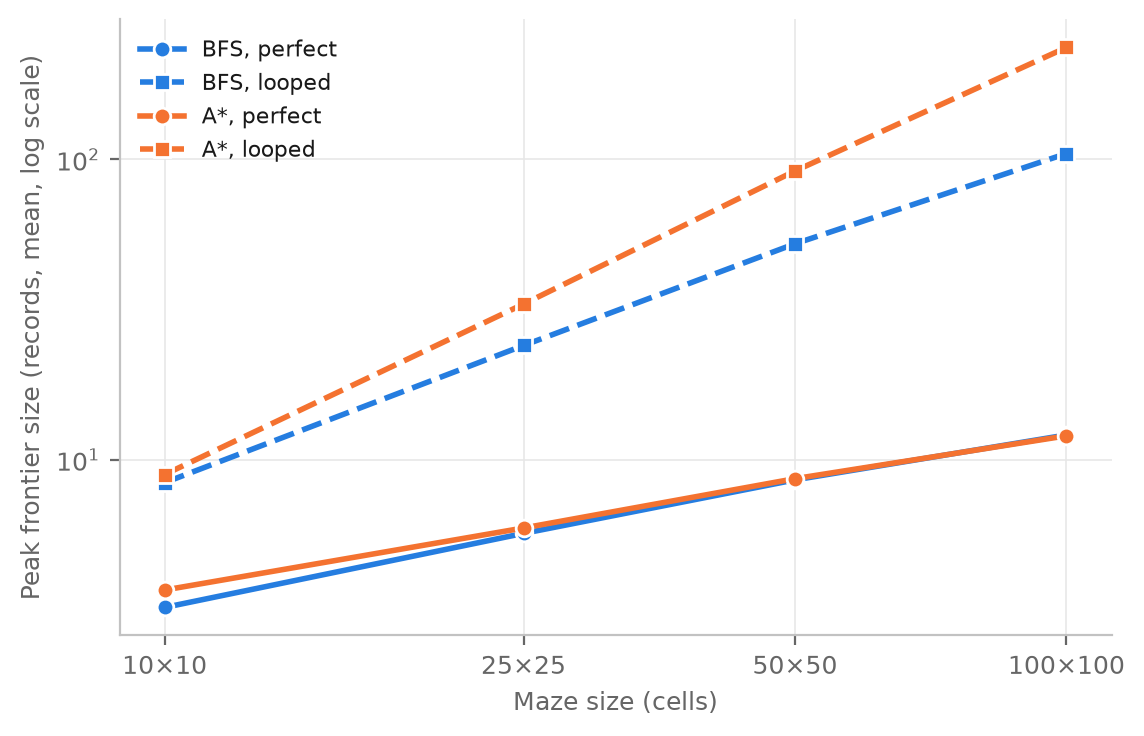 BFS, perfect
BFS, looped
A*, perfect
A*, looped
Peak frontier size (records, mean, log scale)
10²
10¹
10×10
25×25
50×50
100×100
Maze size (cells)